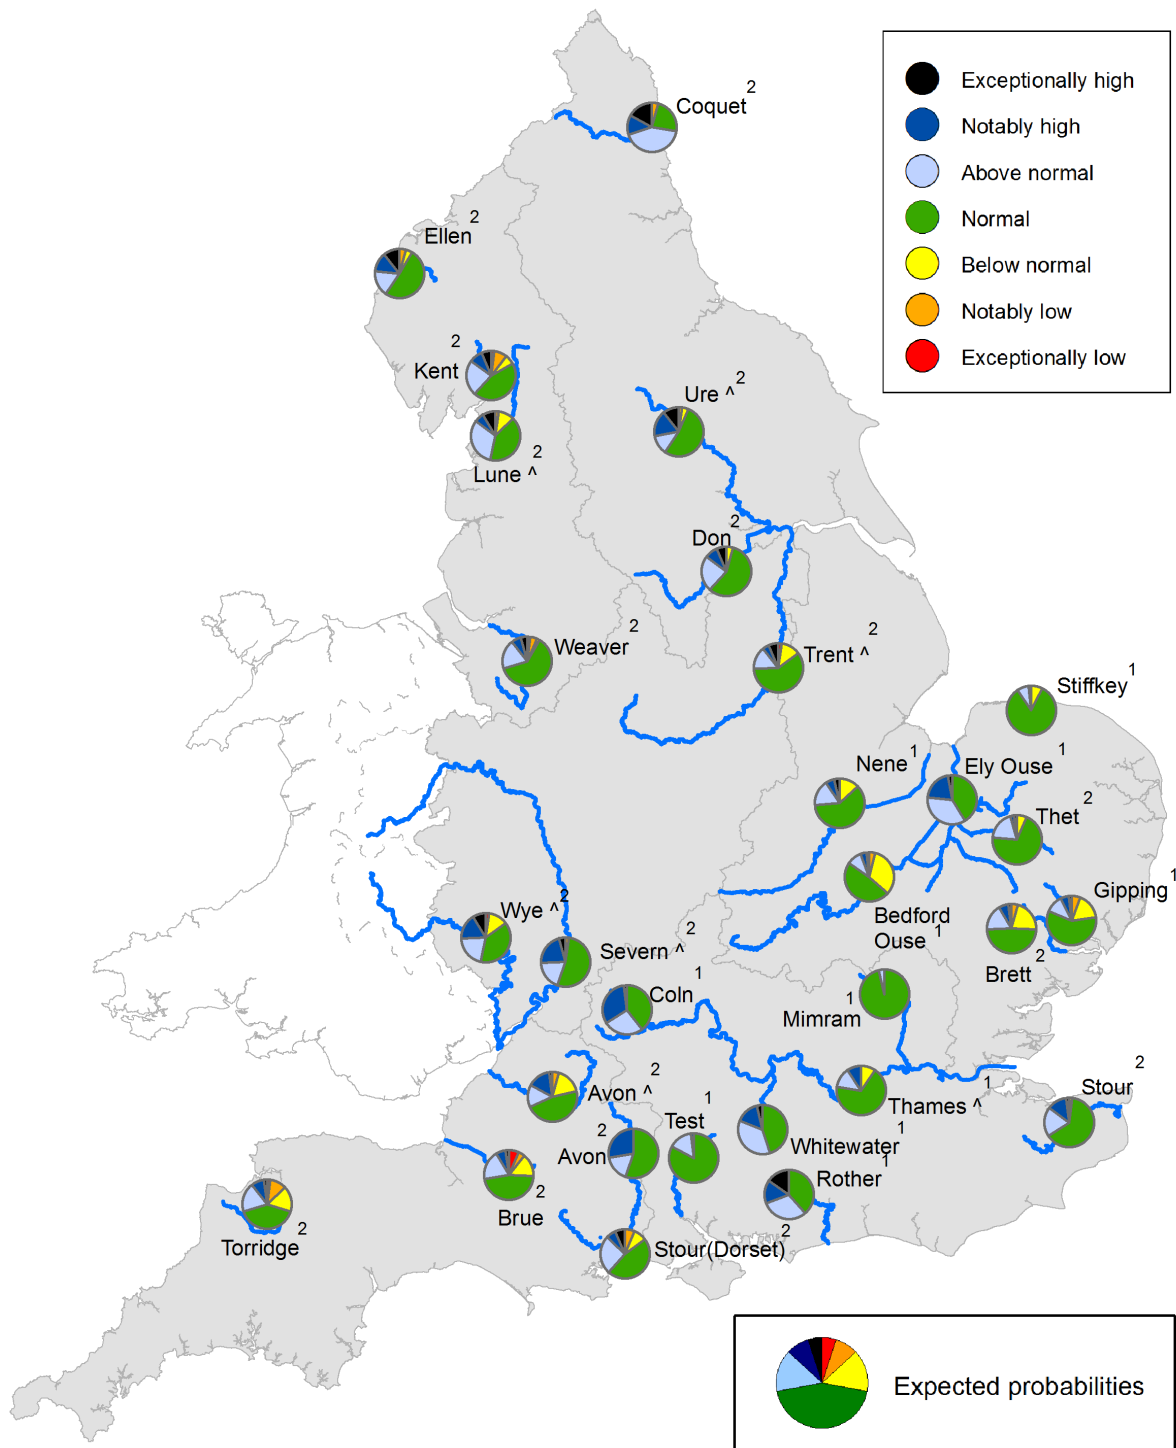 Exceptionally high
Notably high
Above normal
Normal
Below normal
Notably low
Exceptionally low
Coquet 2
Ellen 2
Kent 2
Ure ^ 2
Lune ^ 2
Don 2
Weaver 2
Trent ^ 2
Stiffkey 1
Nene 1
Ely Ouse 1
Thet 2
Gipping 1
Bedford
Ouse 1
Brett 2
Wye ^ 2
Severn ^ 2
Coln 1
Mimram 1
Avon ^ 2
Test 1
Thames ^ 1
Stour 2
Avon 2
Whitewater 1
Rother 1
Brue 2
Torridge 2
Stour(Dorset) 2
Expected probabilities